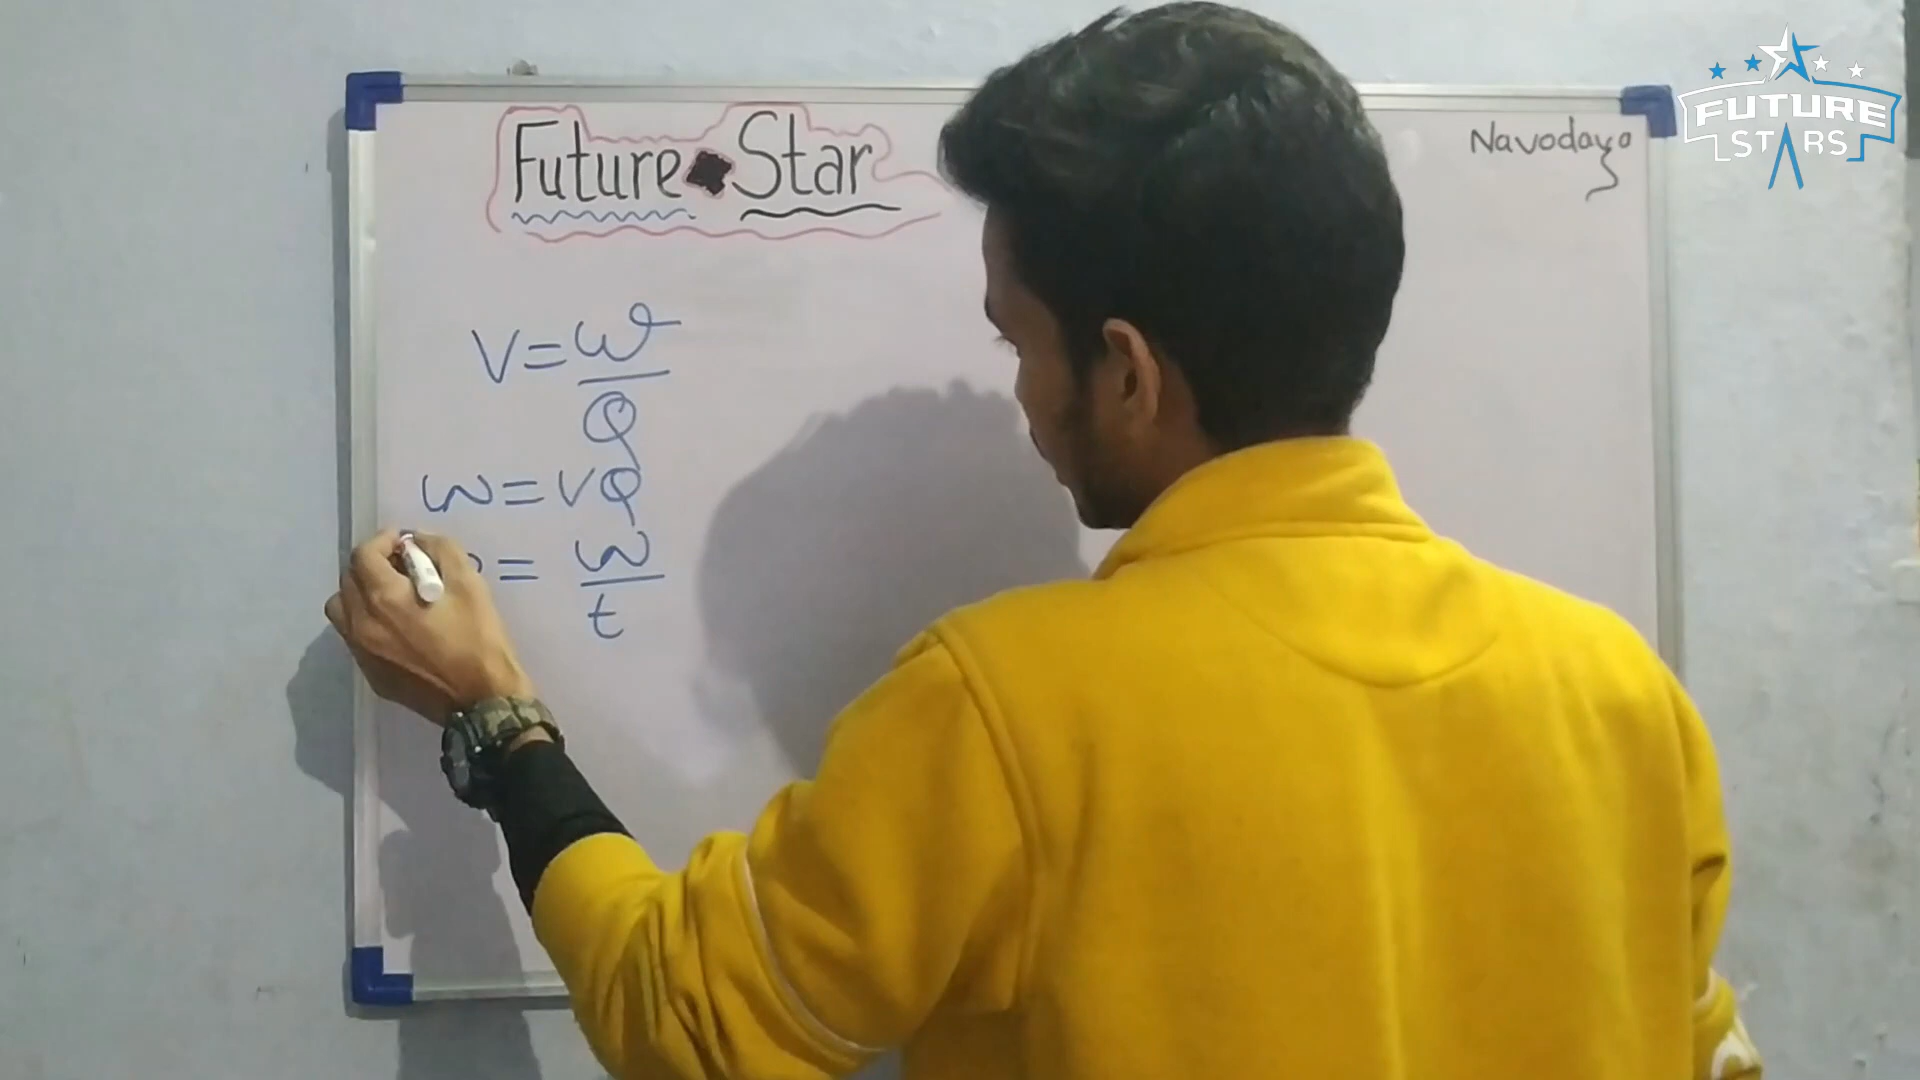 Future Star
Navodaya
FUTURE
STARS
V = W
Q
W = VQ
= W
t